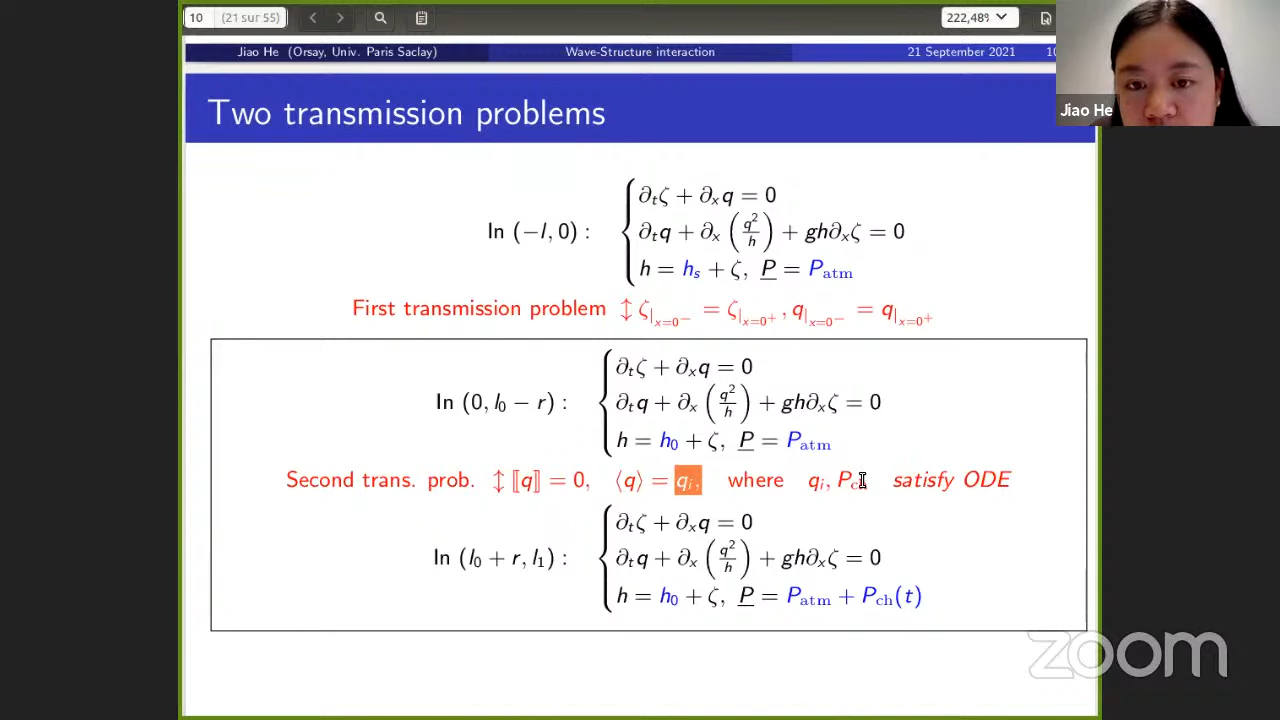 10 (21 sur 55) 222,48%
Jiao He (Orsay, Univ. Paris Saclay) Wave-Structure interaction 21 September 2021 10
Jiao He
Two transmission problems
In (−l, 0) : { ∂ₜζ + ∂ₓq = 0
∂ₜq + ∂ₓ (q²/h) + gh∂ₓζ = 0
h = hₛ + ζ, P = Patm
First transmission problem ↕ ζ|x=0⁻ = ζ|x=0⁺, q|x=0⁻ = q|x=0⁺
In (0, l₀ − r) : { ∂ₜζ + ∂ₓq = 0
∂ₜq + ∂ₓ (q²/h) + gh∂ₓζ = 0
h = h₀ + ζ, P = Patm
Second trans. prob. ↕ ⟦q⟧ = 0, ⟨q⟩ = qᵢ, where qᵢ, Pch satisfy ODE
In (l₀ + r, l₁) : { ∂ₜζ + ∂ₓq = 0
∂ₜq + ∂ₓ (q²/h) + gh∂ₓζ = 0
h = h₀ + ζ, P = Patm + Pch(t)
zoom